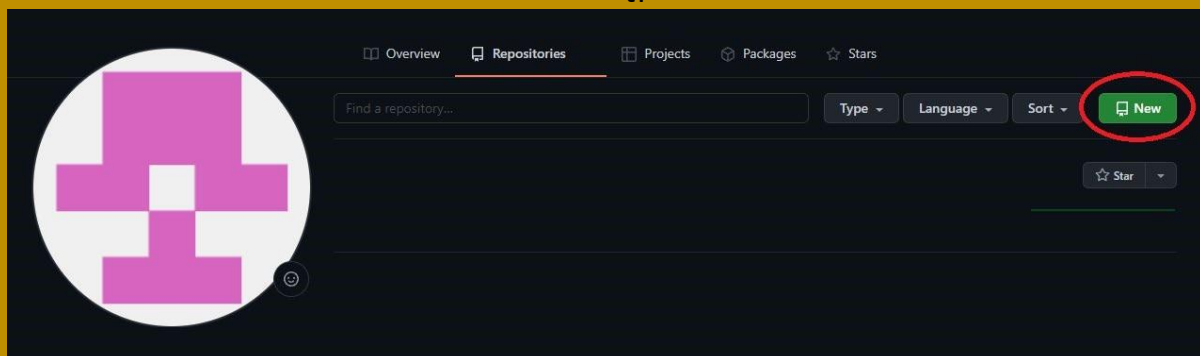 Overview Repositories Projects Packages Stars
Find a repository... Type Language Sort New
Star